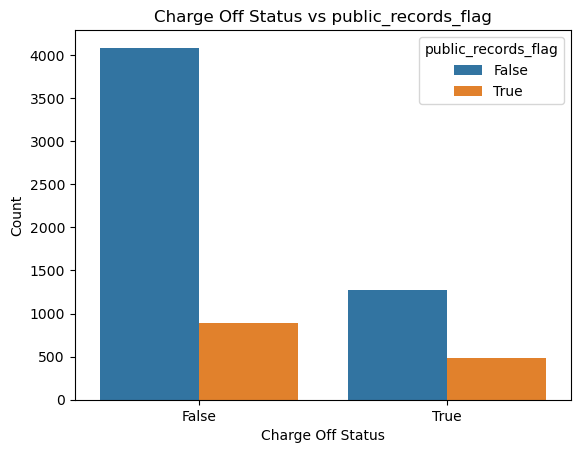 Charge Off Status vs public_records_flag
public_records_flag
False
True
4000
3500
3000
2500
2000
1500
1000
500
0
Count
False
True
Charge Off Status